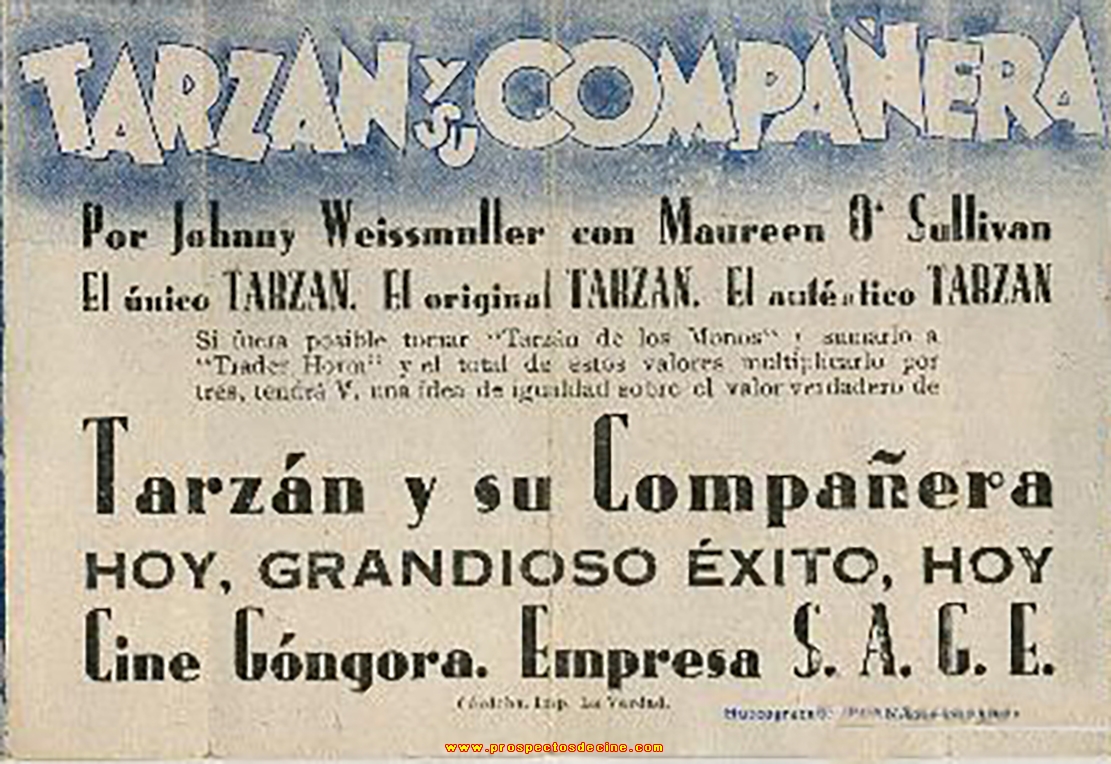 TARZAN Y SU COMPAÑERA
Por Johnny Weissmuller con Maureen O' Sullivan
El único TARZAN. El original TARZAN. El auténtico TARZAN
Si fuera posible tomar "Tarzán de los Monos" y sumarlo a
"Trader Horn" y el total de estos valores multiplicarlo por
tres, tendrá V. una idea de igualdad sobre el valor verdadero de
Tarzán y su Compañera
HOY, GRANDIOSO ÉXITO, HOY
Cine Góngora. Empresa S. A. G. E.
Córdoba. Imp. La Verdad.
Huecograbado
www.prospectosdecine.com